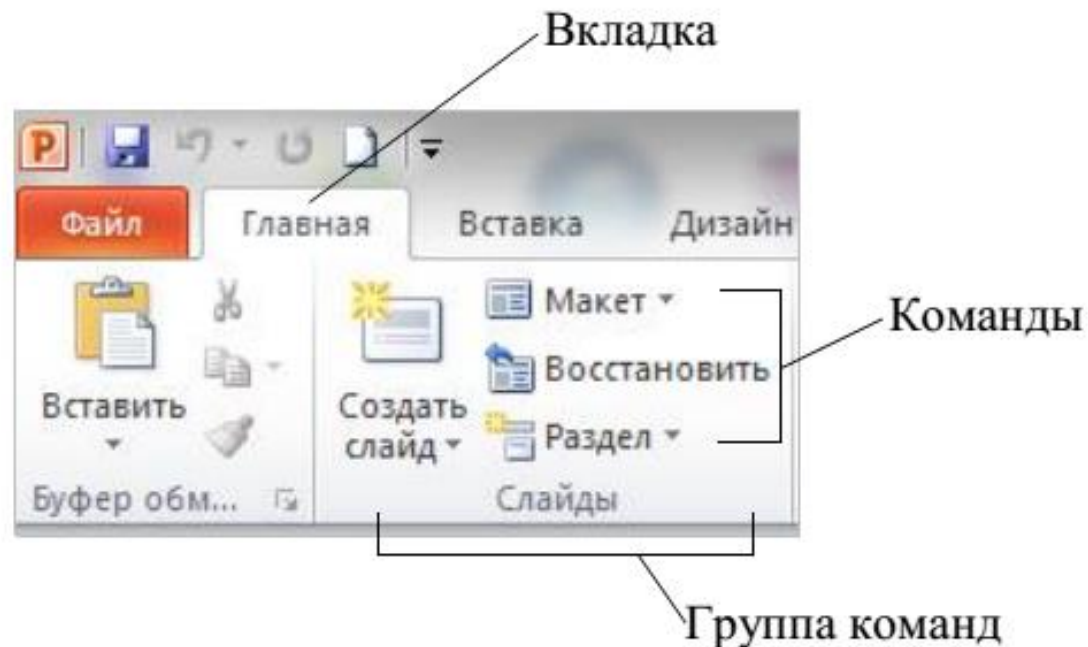 Вкладка
P
Файл Главная Вставка Дизайн
Макет
Восстановить
Раздел
Вставить
Создать
слайд
Буфер обм... Слайды
Команды
Группа команд